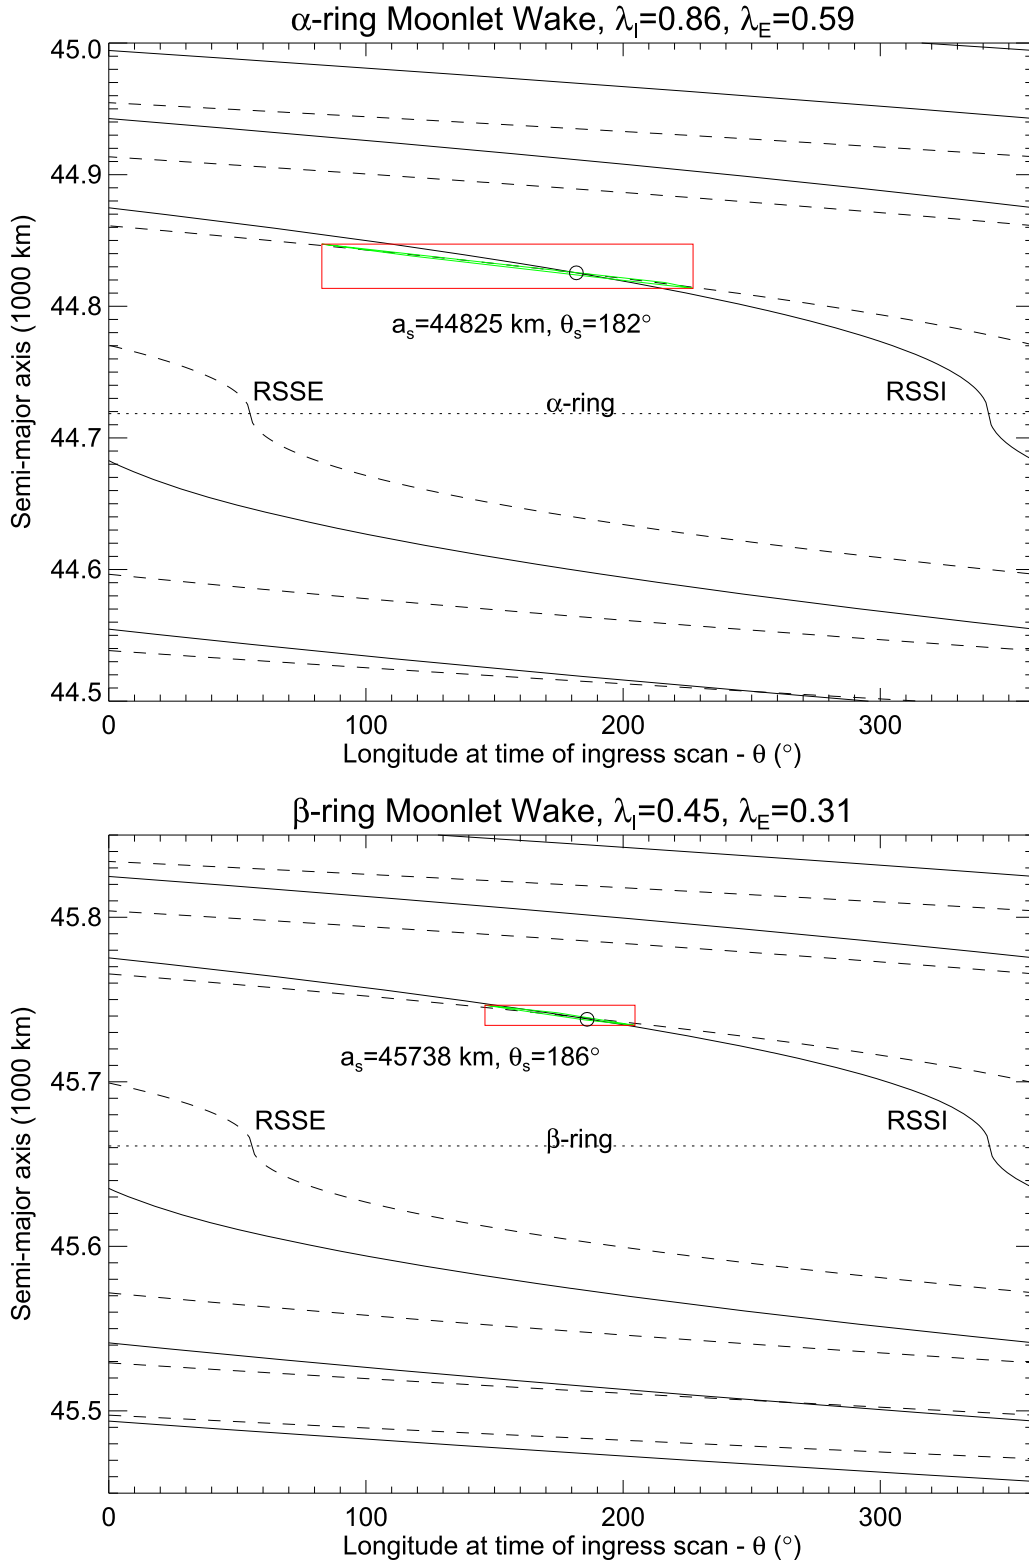 α-ring Moonlet Wake, λI=0.86, λE=0.59
45.0
44.9
44.8
44.7
44.6
44.5
Semi-major axis (1000 km)
as=44825 km, θs=182°
RSSE
α-ring
RSSI
0
100
200
300
Longitude at time of ingress scan - θ (°)
β-ring Moonlet Wake, λI=0.45, λE=0.31
45.8
45.7
45.6
45.5
Semi-major axis (1000 km)
as=45738 km, θs=186°
RSSE
β-ring
RSSI
0
100
200
300
Longitude at time of ingress scan - θ (°)